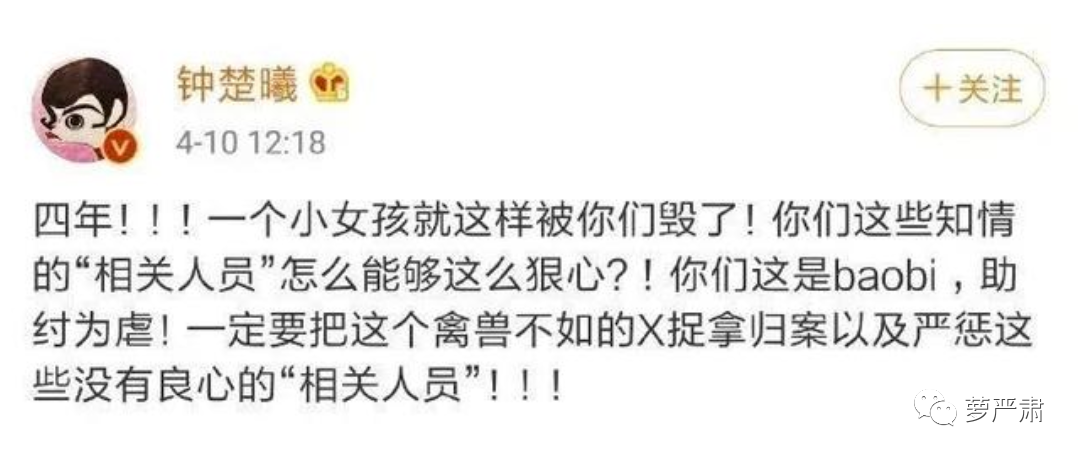 钟楚曦
4-10 12:18
+关注
四年！！！一个小女孩就这样被你们毁了！你们这些知情
的“相关人员”怎么能够这么狠心？！你们这是baobi，助
纣为虐！一定要把这个禽兽不如的X捉拿归案以及严惩这
些没有良心的“相关人员”！！！
萝严肃